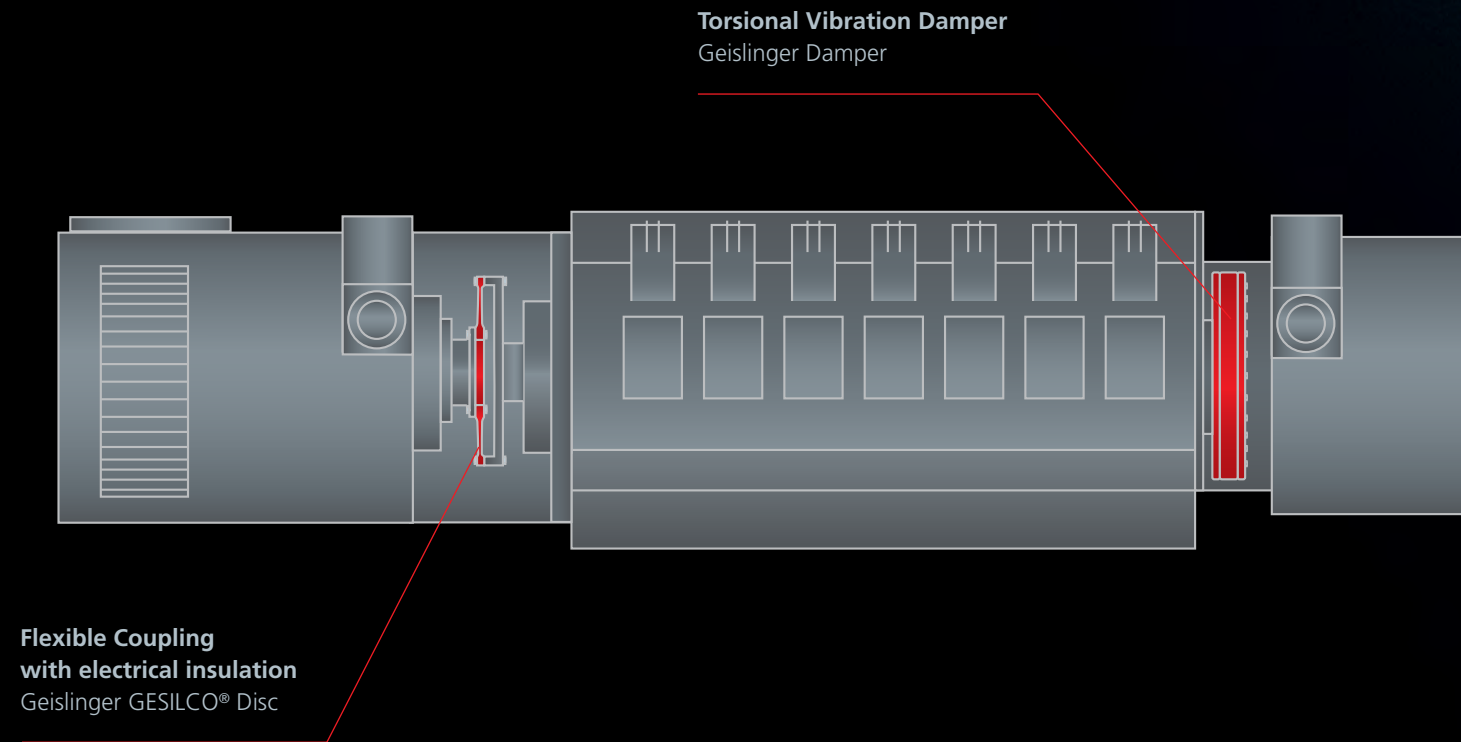 Torsional Vibration Damper
Geislinger Damper
Flexible Coupling
with electrical insulation
Geislinger GESILCO® Disc